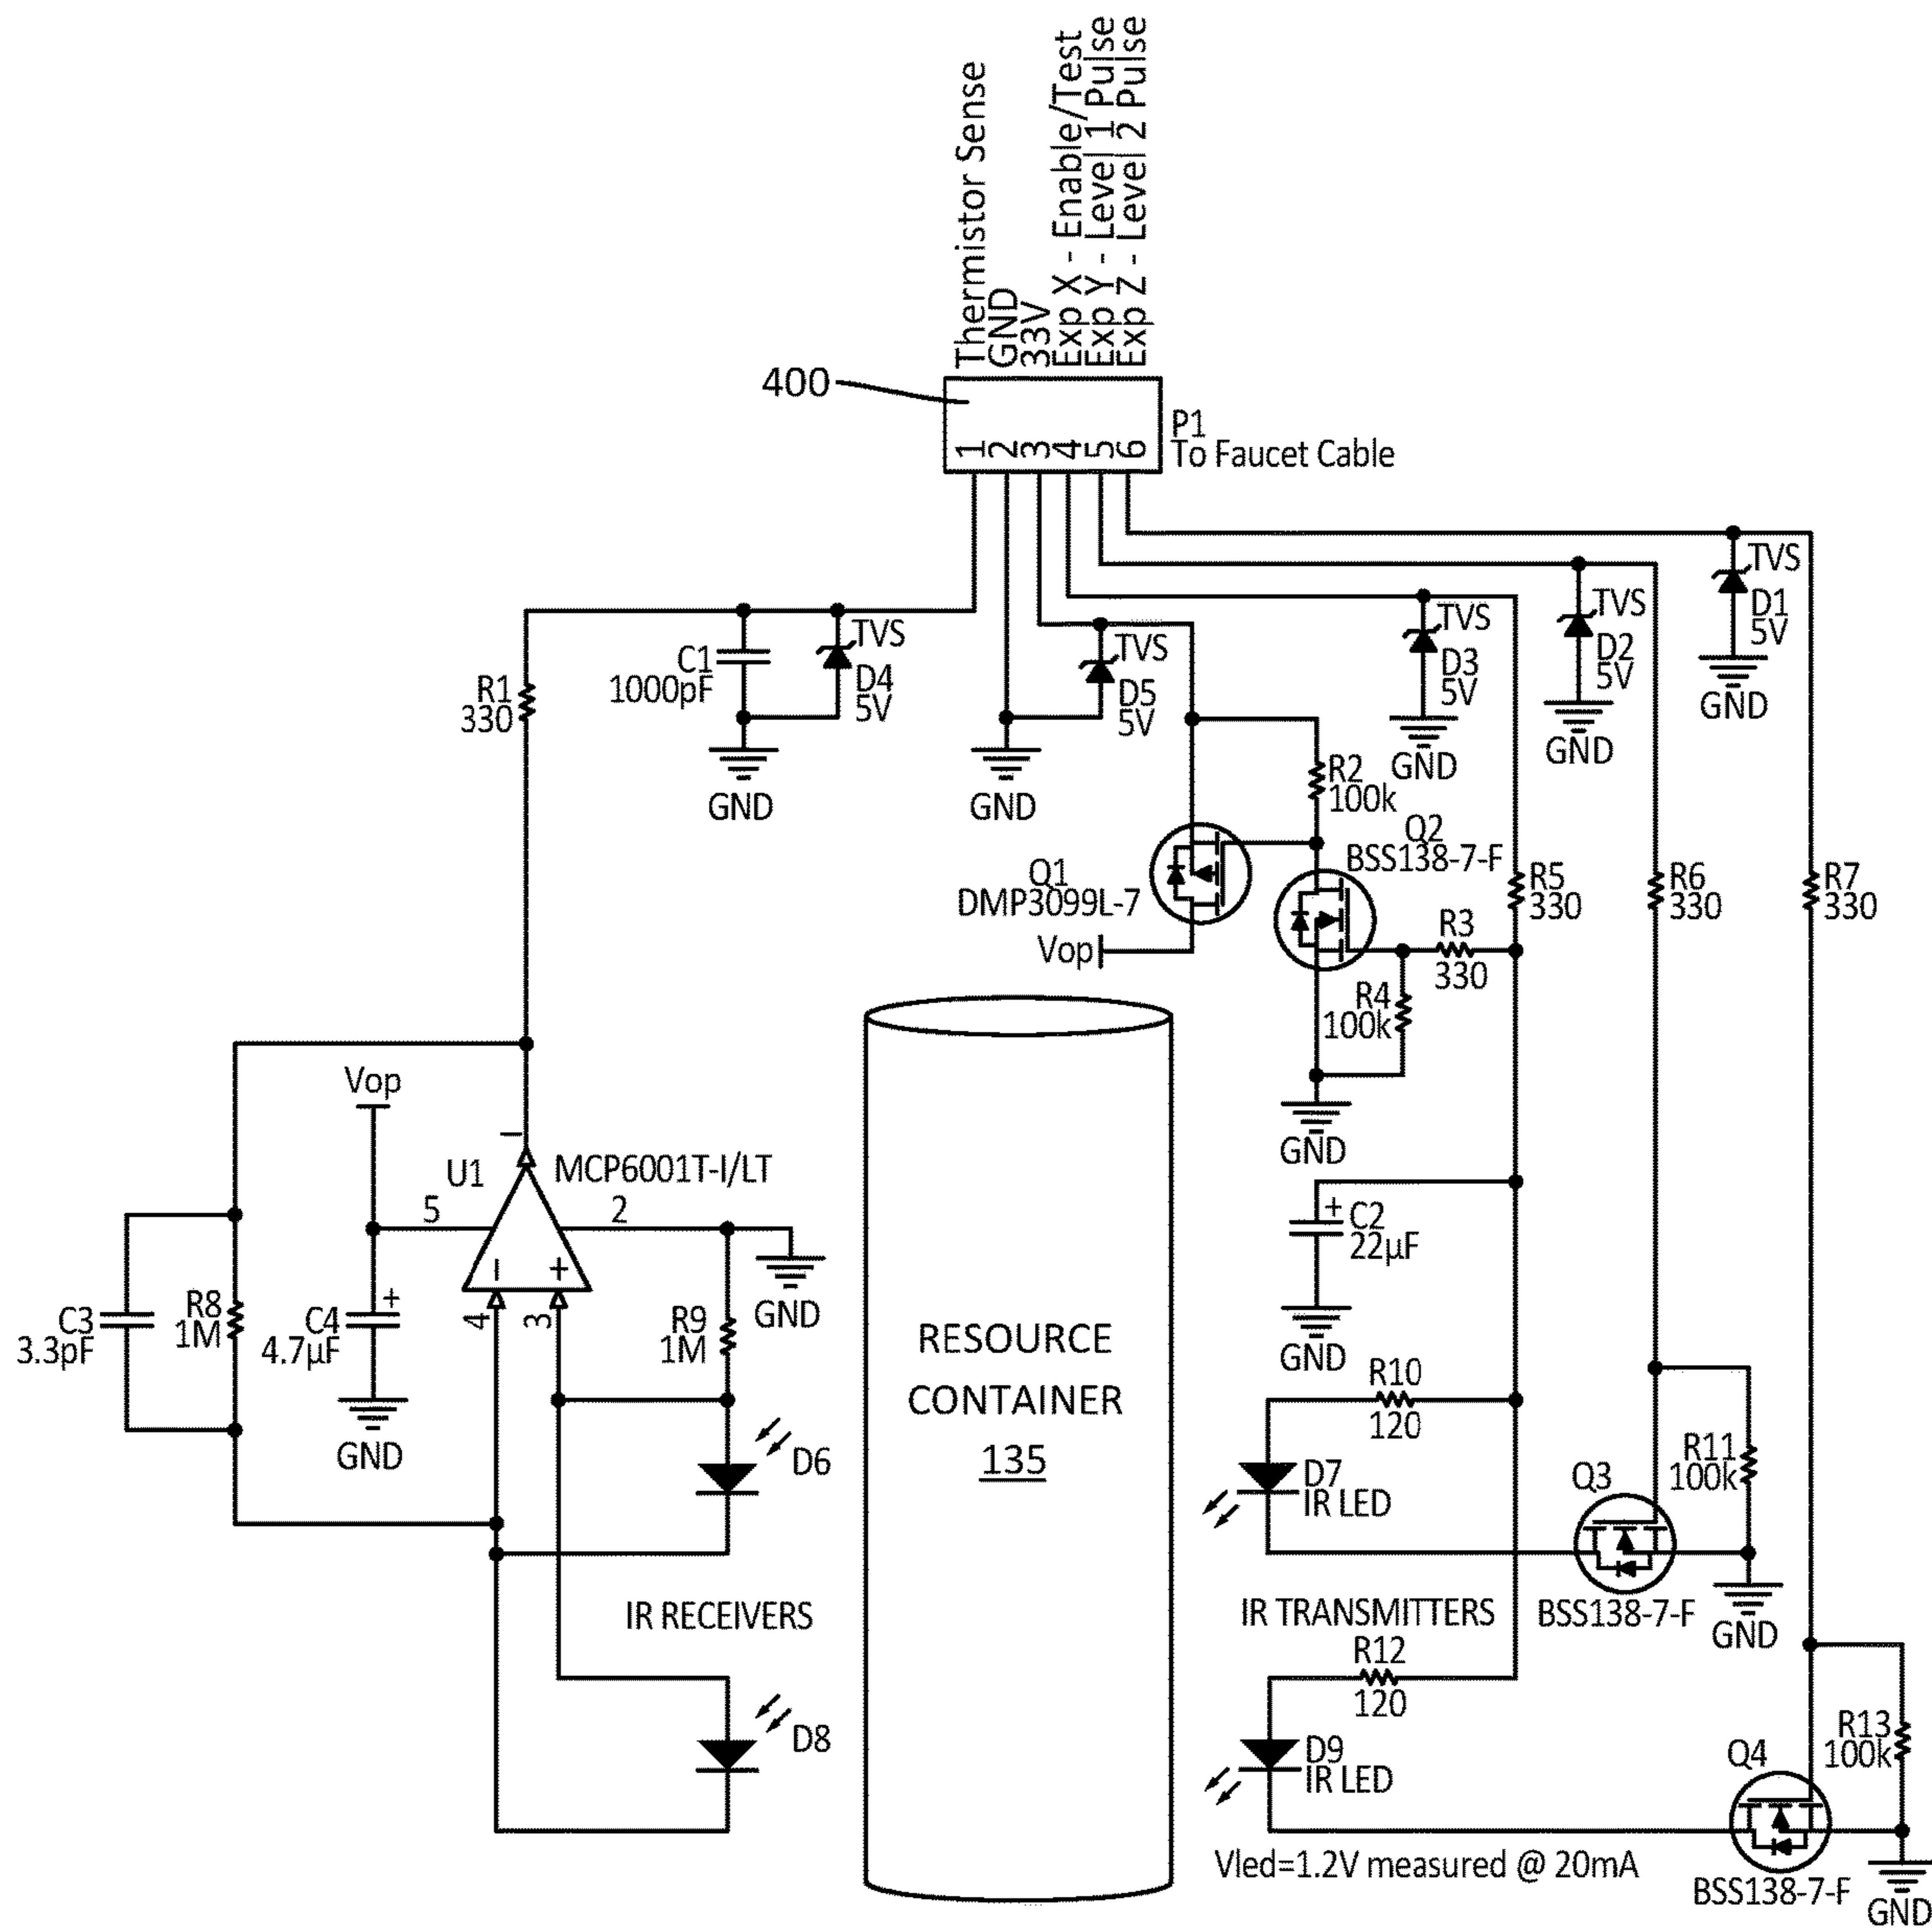 Thermistor Sense
GND
33V
Exp X - Enable/Test
Exp Y - Level 1 Pulse
Exp Z - Level 2 Pulse
400
1 2 3 4 5 6
P1
To Faucet Cable
TVS
D1
5V
GND
TVS
D2
5V
GND
TVS
D3
5V
GND
TVS
D4
5V
C1
1000pF
GND
TVS
D5
5V
GND
R1
330
R2
100k
Q2
BSS138-7-F
Q1
DMP3099L-7
Vop
R3
330
R4
100k
GND
R5
330
R6
330
R7
330
Vop
U1
MCP6001T-I/LT
1
5
2
- +
4
3
GND
C3
3.3pF
R8
1M
C4
4.7µF
GND
R9
1M
D6
IR RECEIVERS
D8
RESOURCE
CONTAINER
135
+
C2
22µF
GND
R10
120
D7
IR LED
Q3
BSS138-7-F
R11
100k
GND
IR TRANSMITTERS
R12
120
D9
IR LED
Q4
BSS138-7-F
R13
100k
GND
Vled=1.2V measured @ 20mA
+